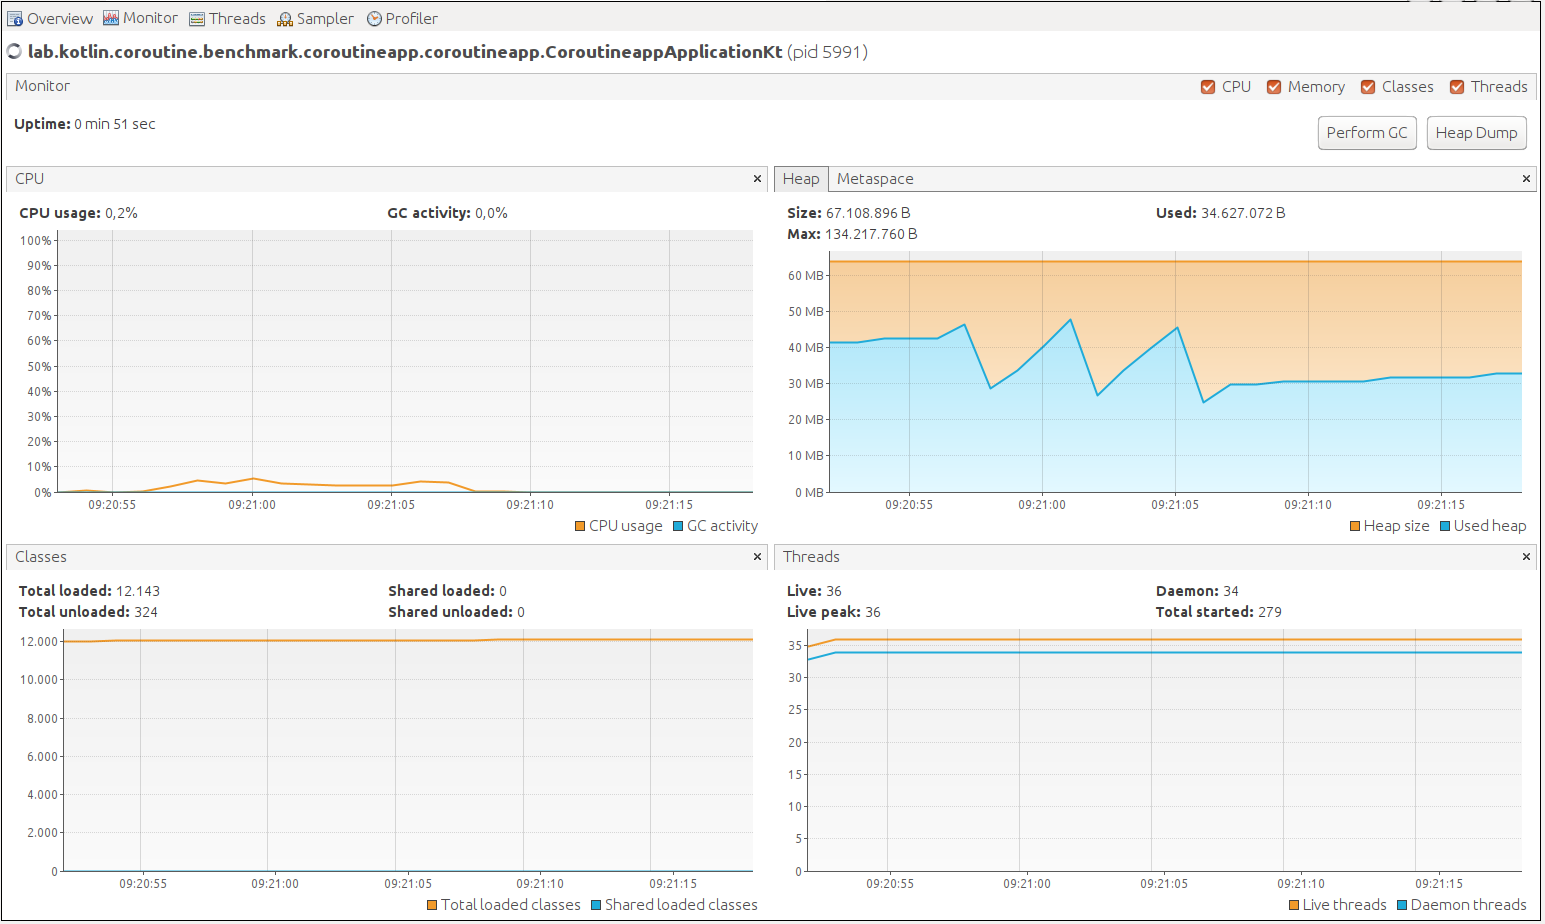 Overview Monitor Threads Sampler Profiler
lab.kotlin.coroutine.benchmark.coroutineapp.coroutineapp.CoroutineappApplicationKt (pid 5991)
Monitor
CPU Memory Classes Threads
Uptime: 0 min 51 sec
Perform GC Heap Dump
CPU ×
CPU usage: 0,2% GC activity: 0,0%
100%
90%
80%
70%
60%
50%
40%
30%
20%
10%
0%
09:20:55 09:21:00 09:21:05 09:21:10 09:21:15
CPU usage GC activity
Heap Metaspace ×
Size: 67.108.896 B Used: 34.627.072 B
Max: 134.217.760 B
60 MB
50 MB
40 MB
30 MB
20 MB
10 MB
0 MB
09:20:55 09:21:00 09:21:05 09:21:10 09:21:15
Heap size Used heap
Classes ×
Total loaded: 12.143 Shared loaded: 0
Total unloaded: 324 Shared unloaded: 0
12.000
10.000
8.000
6.000
4.000
2.000
0
09:20:55 09:21:00 09:21:05 09:21:10 09:21:15
Total loaded classes Shared loaded classes
Threads ×
Live: 36 Daemon: 34
Live peak: 36 Total started: 279
35
30
25
20
15
10
5
0
09:20:55 09:21:00 09:21:05 09:21:10 09:21:15
Live threads Daemon threads